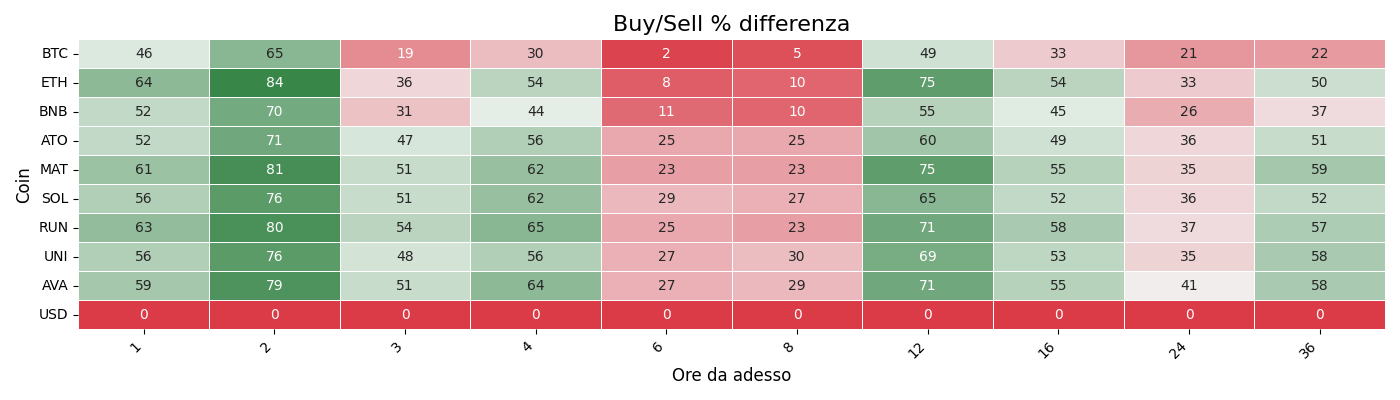 Buy/Sell % differenza
Coin
BTC 46 65 19 30 2 5 49 33 21 22
ETH 64 84 36 54 8 10 75 54 33 50
BNB 52 70 31 44 11 10 55 45 26 37
ATO 52 71 47 56 25 25 60 49 36 51
MAT 61 81 51 62 23 23 75 55 35 59
SOL 56 76 51 62 29 27 65 52 36 52
RUN 63 80 54 65 25 23 71 58 37 57
UNI 56 76 48 56 27 30 69 53 35 58
AVA 59 79 51 64 27 29 71 55 41 58
USD 0 0 0 0 0 0 0 0 0 0
1 2 3 4 6 8 12 16 24 36
Ore da adesso